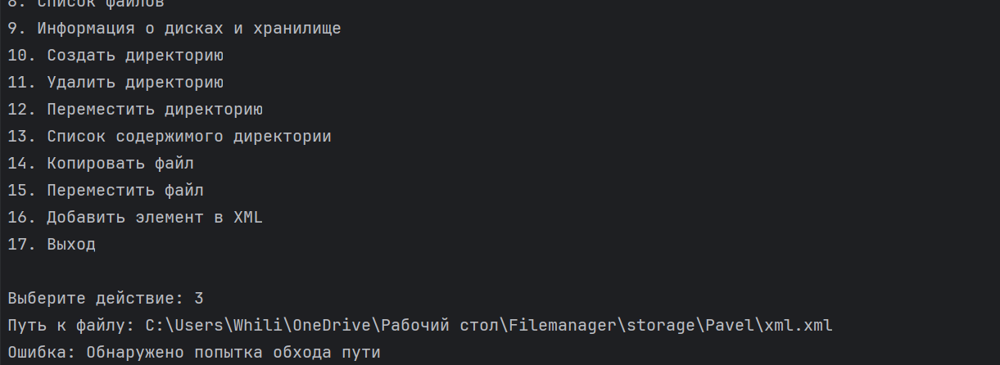 8. Список файлов
9. Информация о дисках и хранилище
10. Создать директорию
11. Удалить директорию
12. Переместить директорию
13. Список содержимого директории
14. Копировать файл
15. Переместить файл
16. Добавить элемент в XML
17. Выход
Выберите действие: 3
Путь к файлу: C:\Users\Whili\OneDrive\Рабочий стол\Filemanager\storage\Pavel\xml.xml
Ошибка: Обнаружено попытка обхода пути